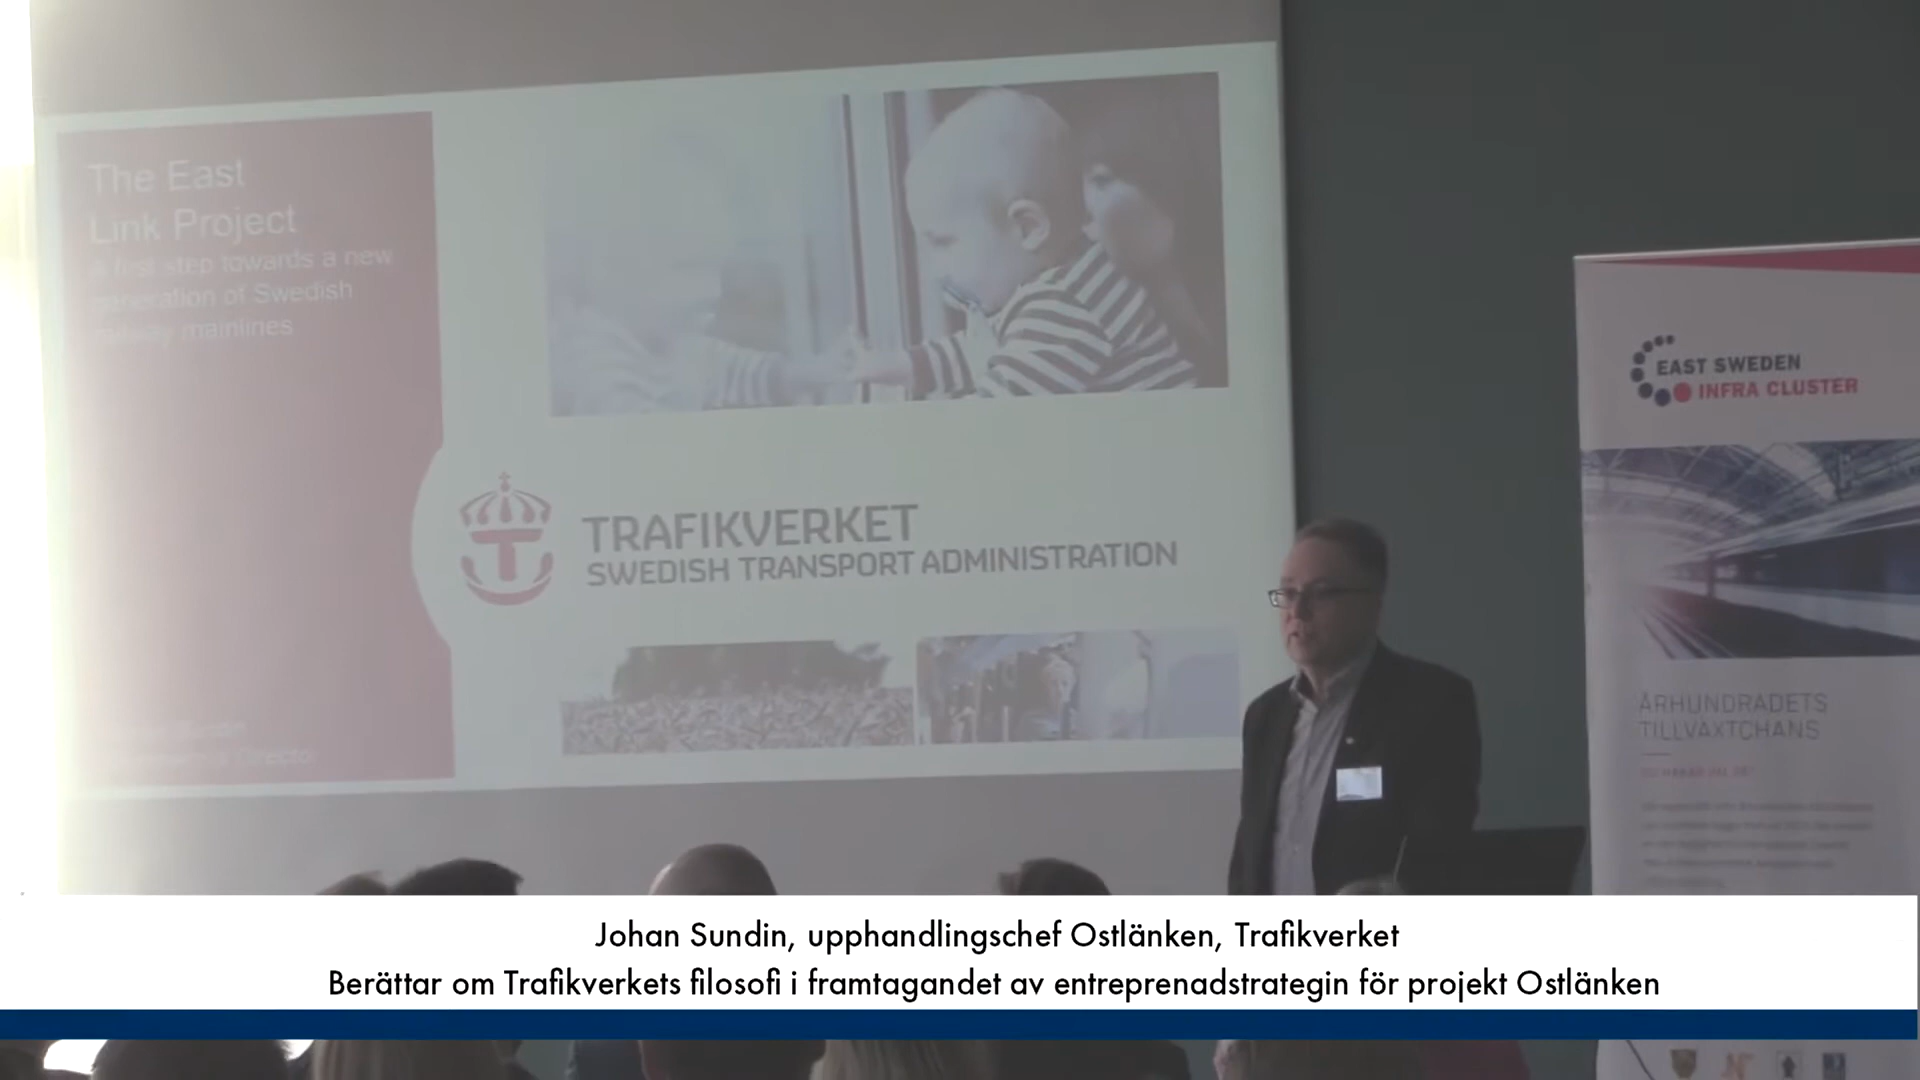 The East
Link Project
A first step towards a new
generation of Swedish
railway mainlines
TRAFIKVERKET
SWEDISH TRANSPORT ADMINISTRATION
EAST SWEDEN
INFRA CLUSTER
ÅRHUNDRADETS
TILLVÄXTCHANS
Johan Sundin, upphandlingschef Ostlänken, Trafikverket
Berättar om Trafikverkets filosofi i framtagandet av entreprenadstrategin för projekt Ostlänken